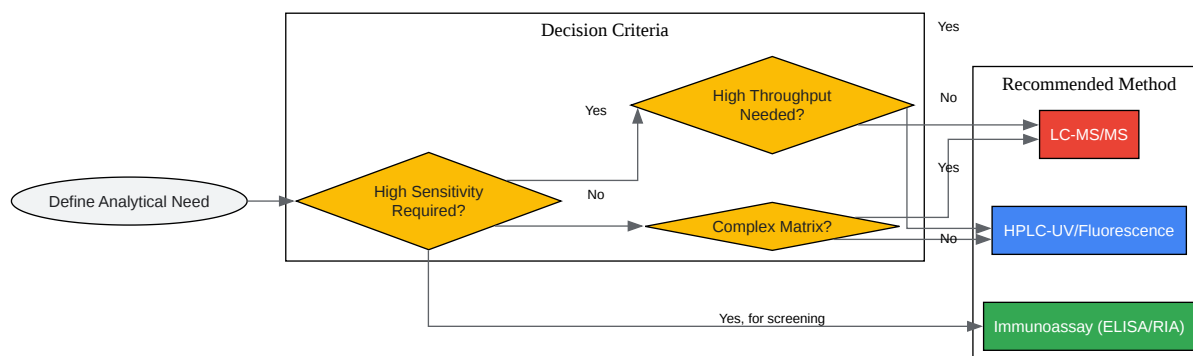 Decision Criteria
Yes
Recommended Method
High Throughput
Needed?
No
Yes
LC-MS/MS
High Sensitivity
Required?
Yes
No
Define Analytical Need
Complex Matrix?
HPLC-UV/Fluorescence
No
Yes, for screening
Immunoassay (ELISA/RIA)